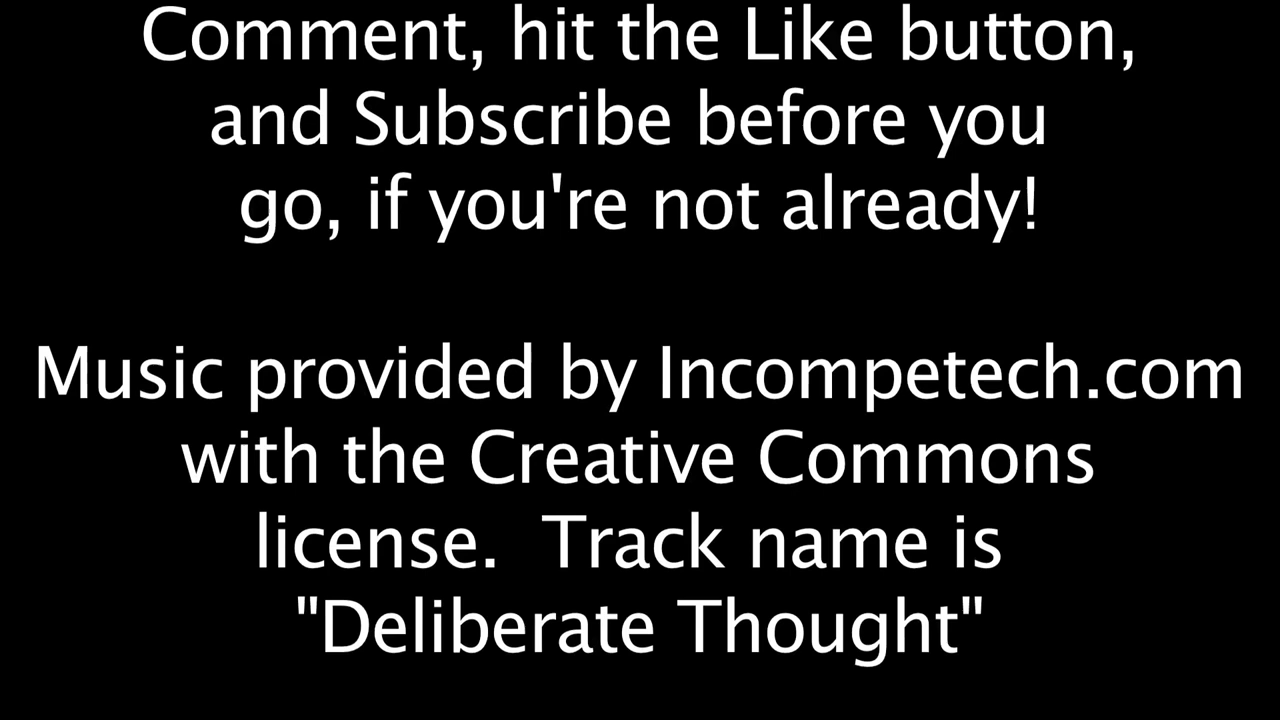 Comment, hit the Like button,
and Subscribe before you
go, if you're not already!
Music provided by Incompetech.com
with the Creative Commons
license.  Track name is
"Deliberate Thought"